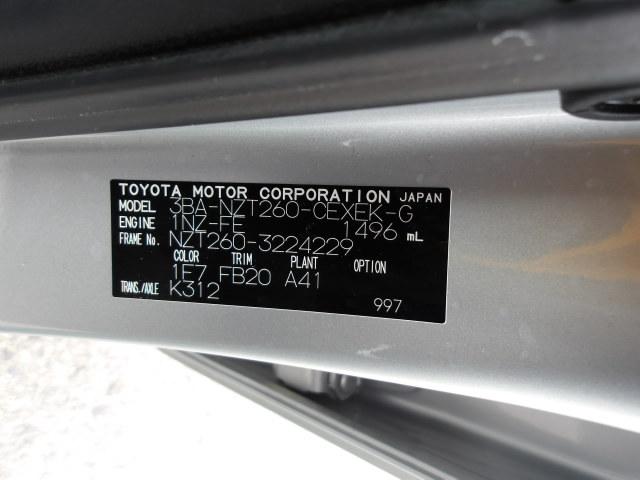 TOYOTA MOTOR CORPORATION JAPAN
MODEL 3BA-NZT260-CEXEK-G
ENGINE 1NZ-FE 1496 mL
FRAME No. NZT260-3224229
COLOR TRIM PLANT OPTION
1F7 FB20 A41
TRANS./AXLE K312
997